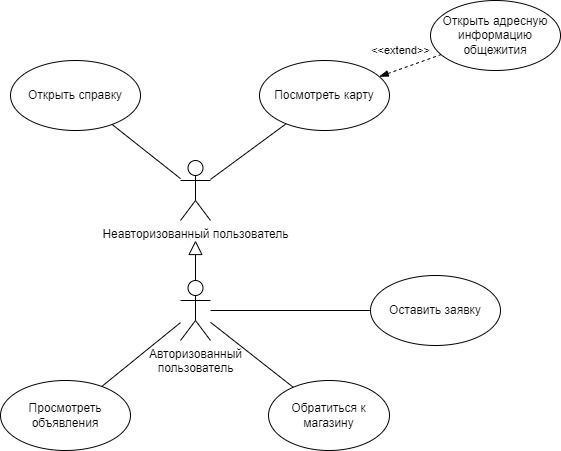 Открыть адресную
информацию
общежития
<<extend>>
Открыть справку
Посмотреть карту
Неавторизованный пользователь
Оставить заявку
Авторизованный
пользователь
Просмотреть
объявления
Обратиться к
магазину